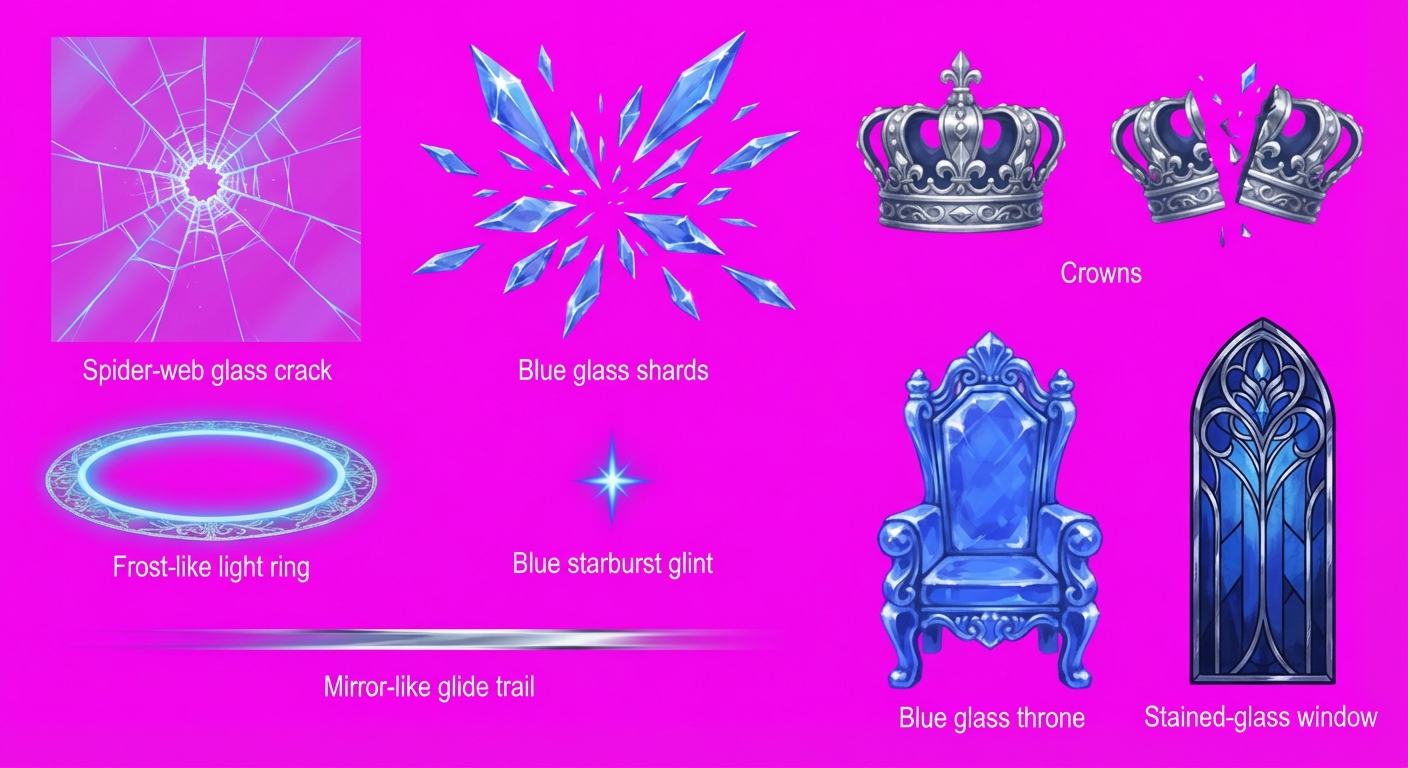 Crowns
Spider-web glass crack
Blue glass shards
Frost-like light ring
Blue starburst glint
Mirror-like glide trail
Blue glass throne
Stained-glass window